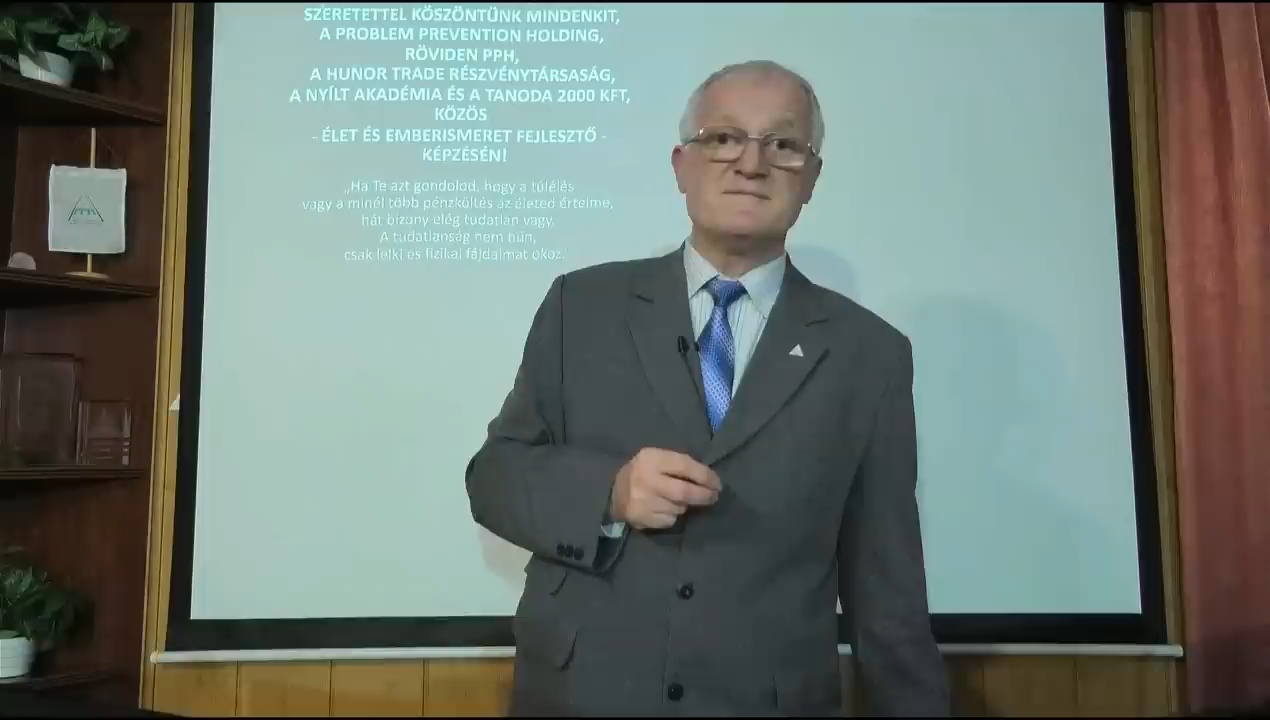 SZERETETTEL KÖSZÖNTÜNK MINDENKIT,
A PROBLEM PREVENTION HOLDING,
RÖVIDEN PPH,
A HUNOR TRADE RÉSZVÉNYTÁRSASÁG,
A NYÍLT AKADÉMIA ÉS A TANODA 2000 KFT,
KÖZÖS
- ÉLET ÉS EMBERISMERET FEJLESZTŐ -
KÉPZÉSÉN!
„Ha Te azt gondolod, hogy a túlélés
vagy a minél több pénzköltés az életed értelme,
hát bizony elég tudatlan vagy.
A tudatlanság nem bűn,
csak lelki és fizikai fájdalmat okoz.”